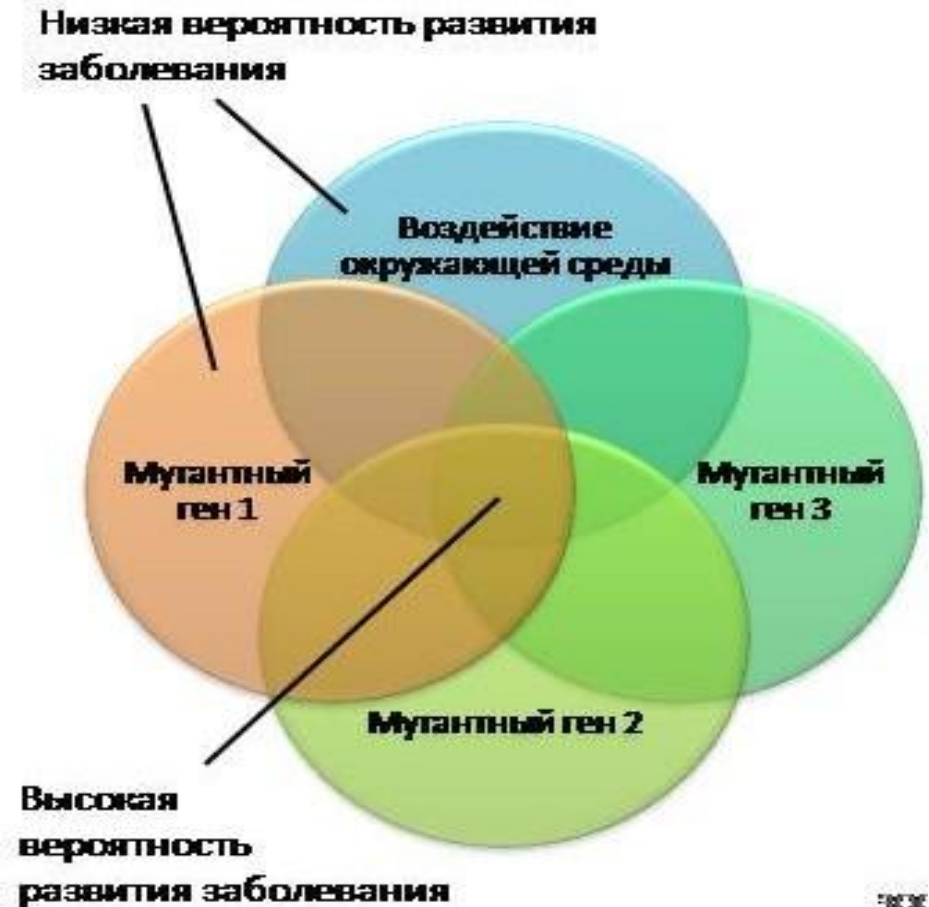 Низкая вероятность развития
заболевания
Воздействие
окружающей среды
Мутантный
ген 1
Мутантный
ген 3
Мутантный ген 2
Высокая
вероятность
развития заболевания